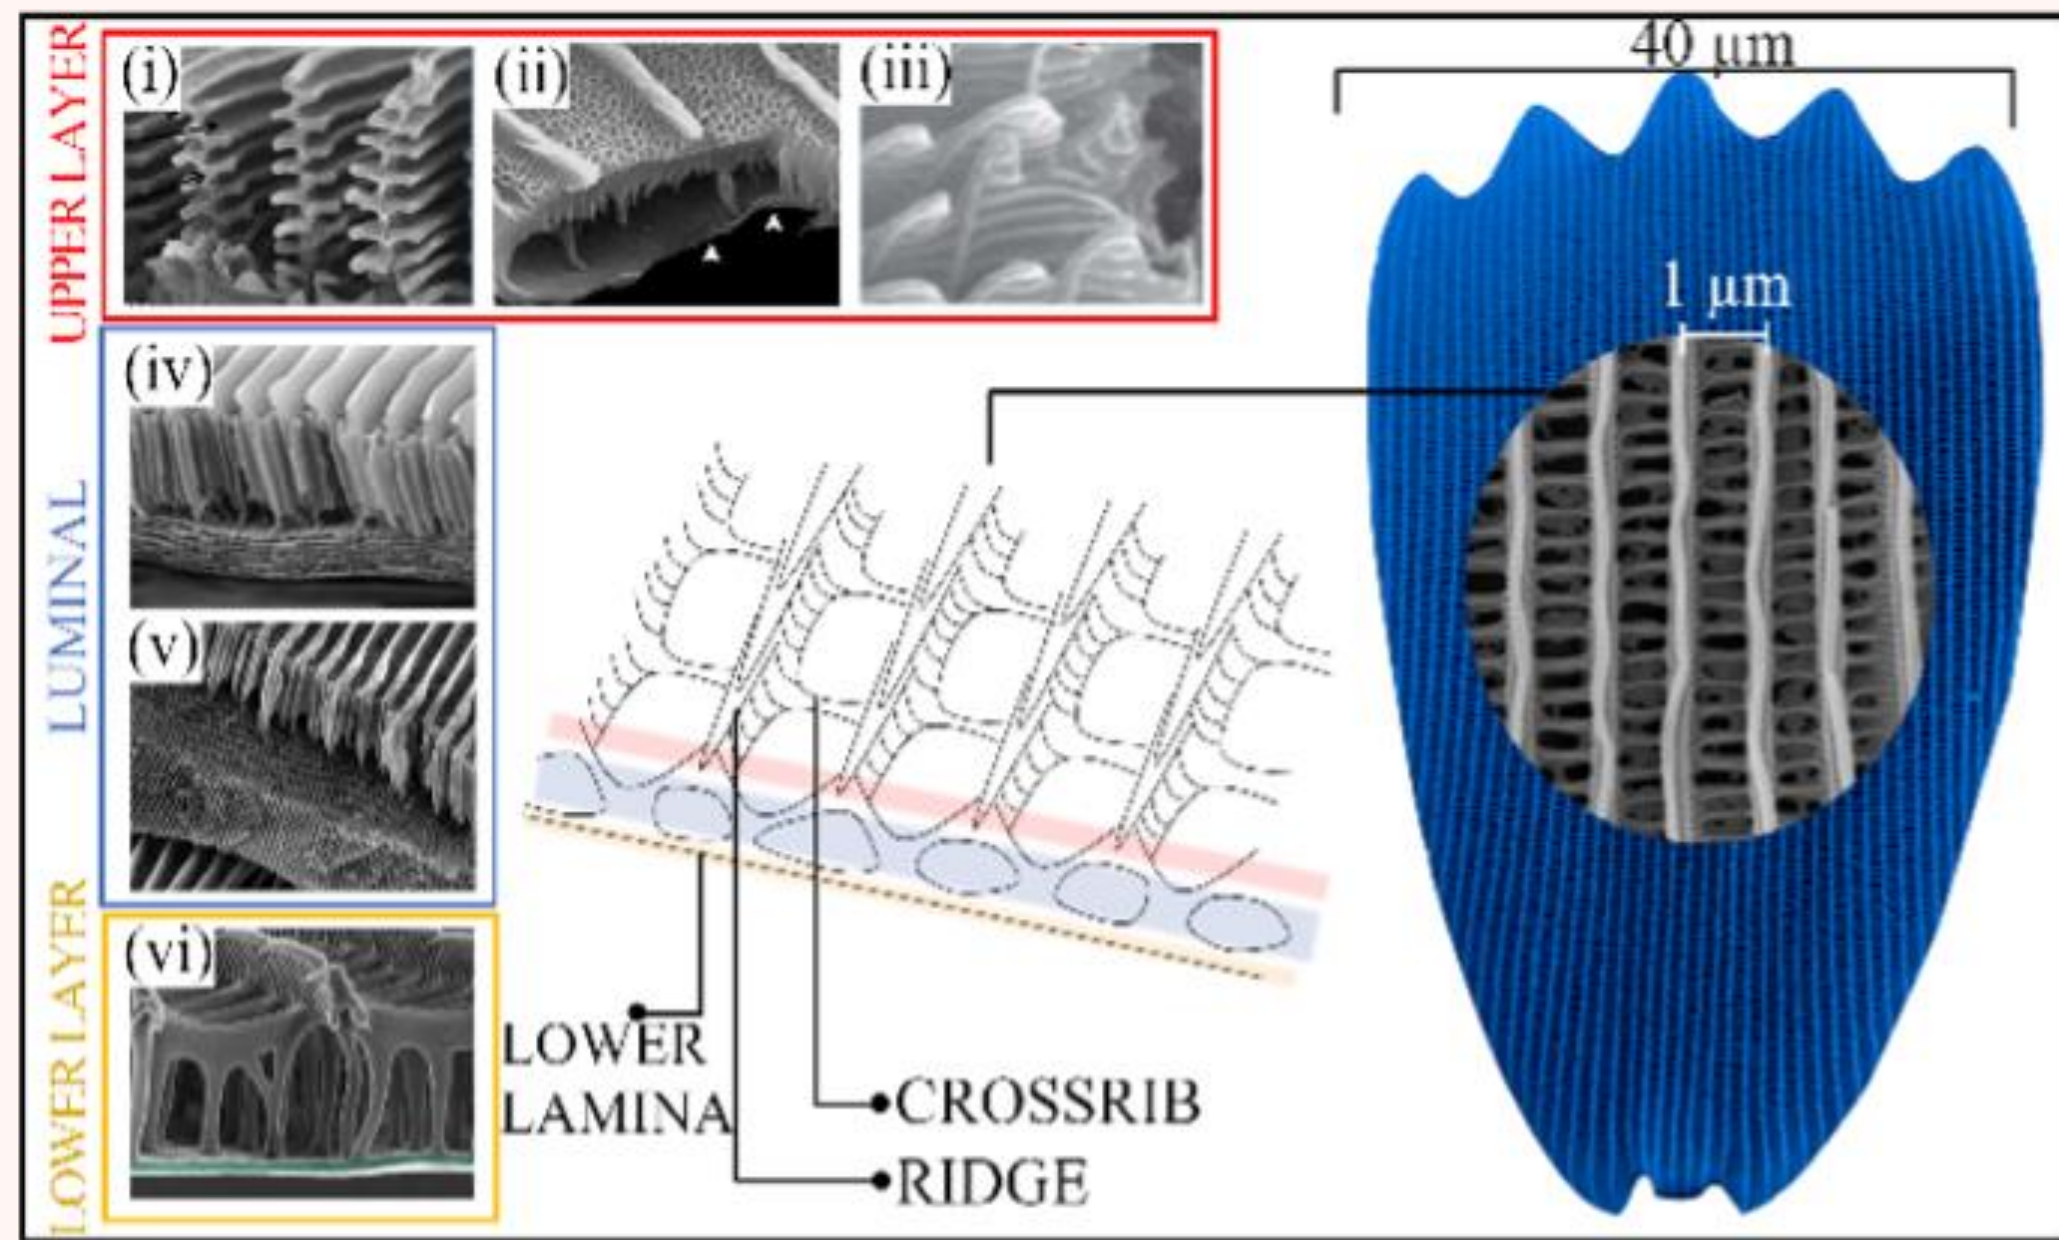 UPPER LAYER
(i)
(ii)
(iii)
40 µm
1 µm
LUMINAL
(iv)
(v)
LOWER LAYER
(vi)
LOWER
LAMINA
CROSSRIB
RIDGE